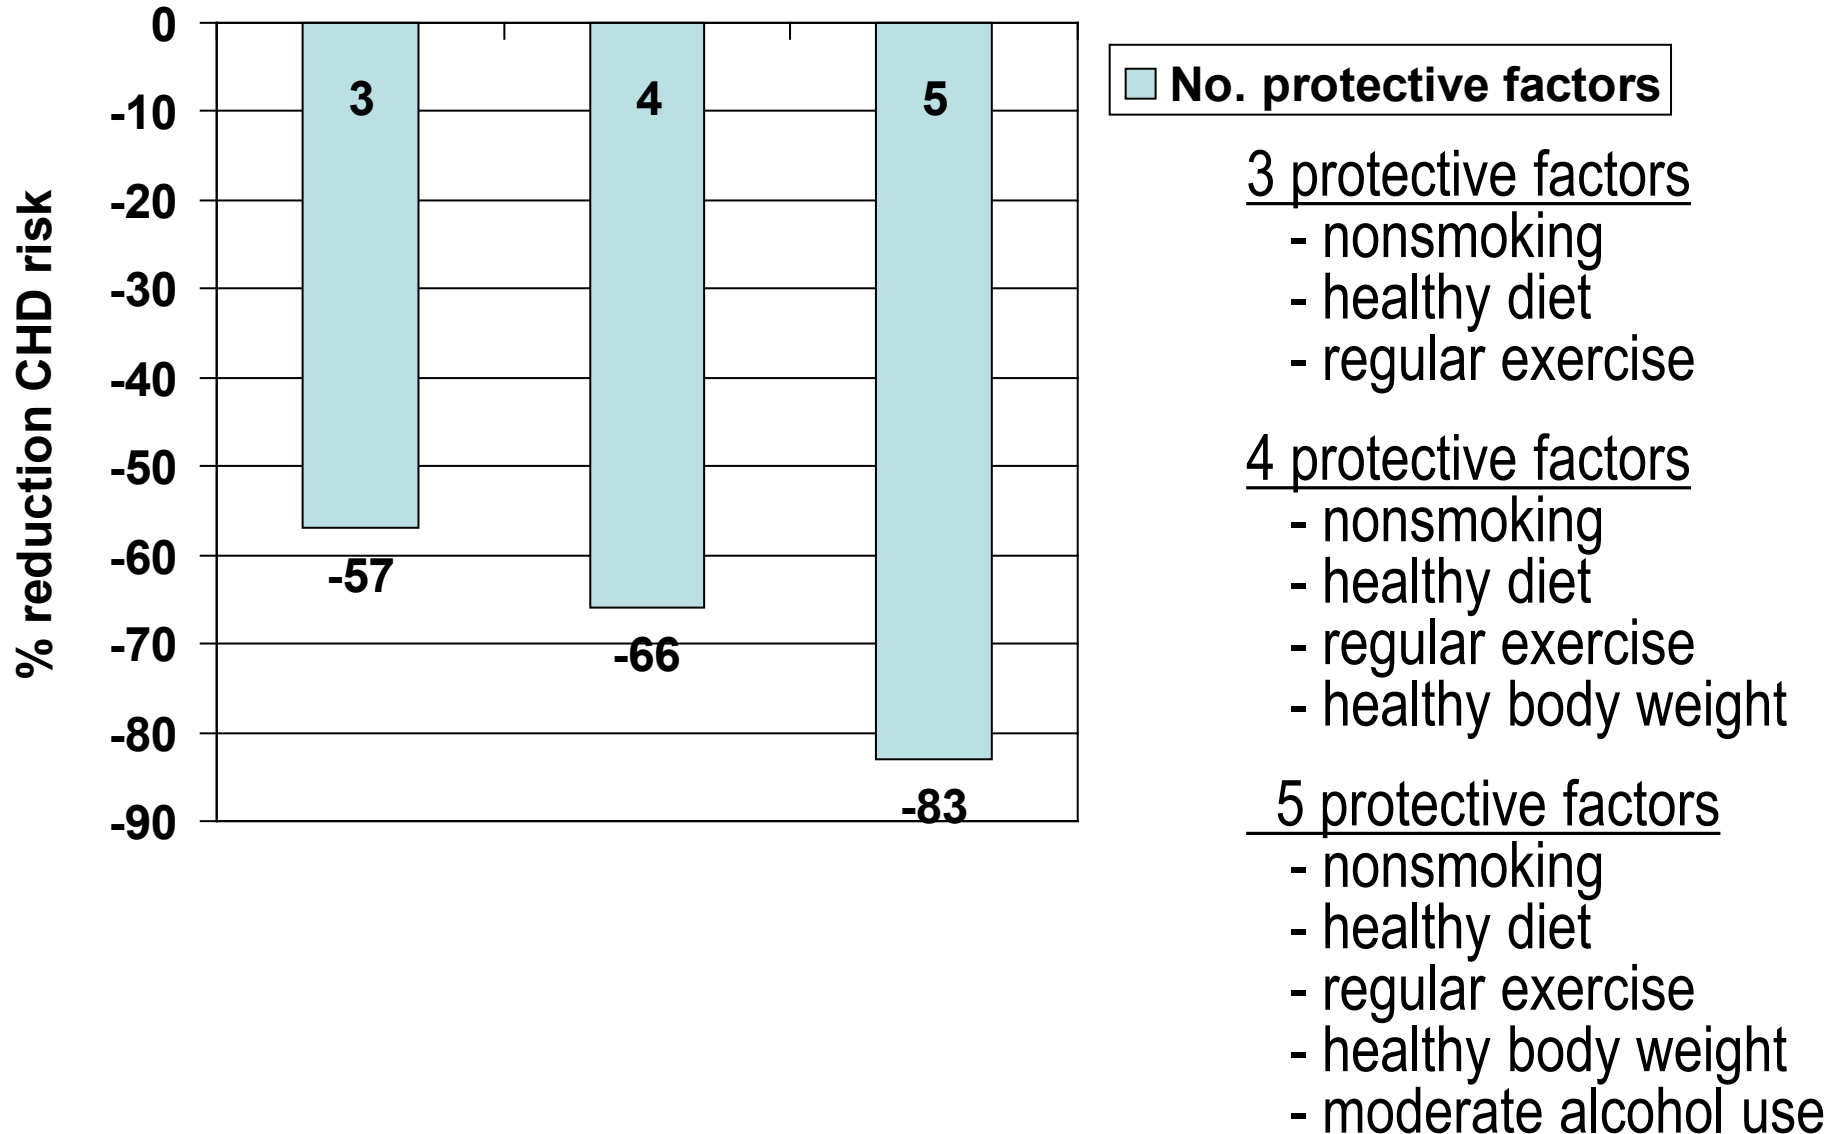 % reduction CHD risk
0
-10
-20
-30
-40
-50
-60
-70
-80
-90
3
4
5
-57
-66
-83
No. protective factors
3 protective factors
- nonsmoking
- healthy diet
- regular exercise
4 protective factors
- nonsmoking
- healthy diet
- regular exercise
- healthy body weight
5 protective factors
- nonsmoking
- healthy diet
- regular exercise
- healthy body weight
- moderate alcohol use